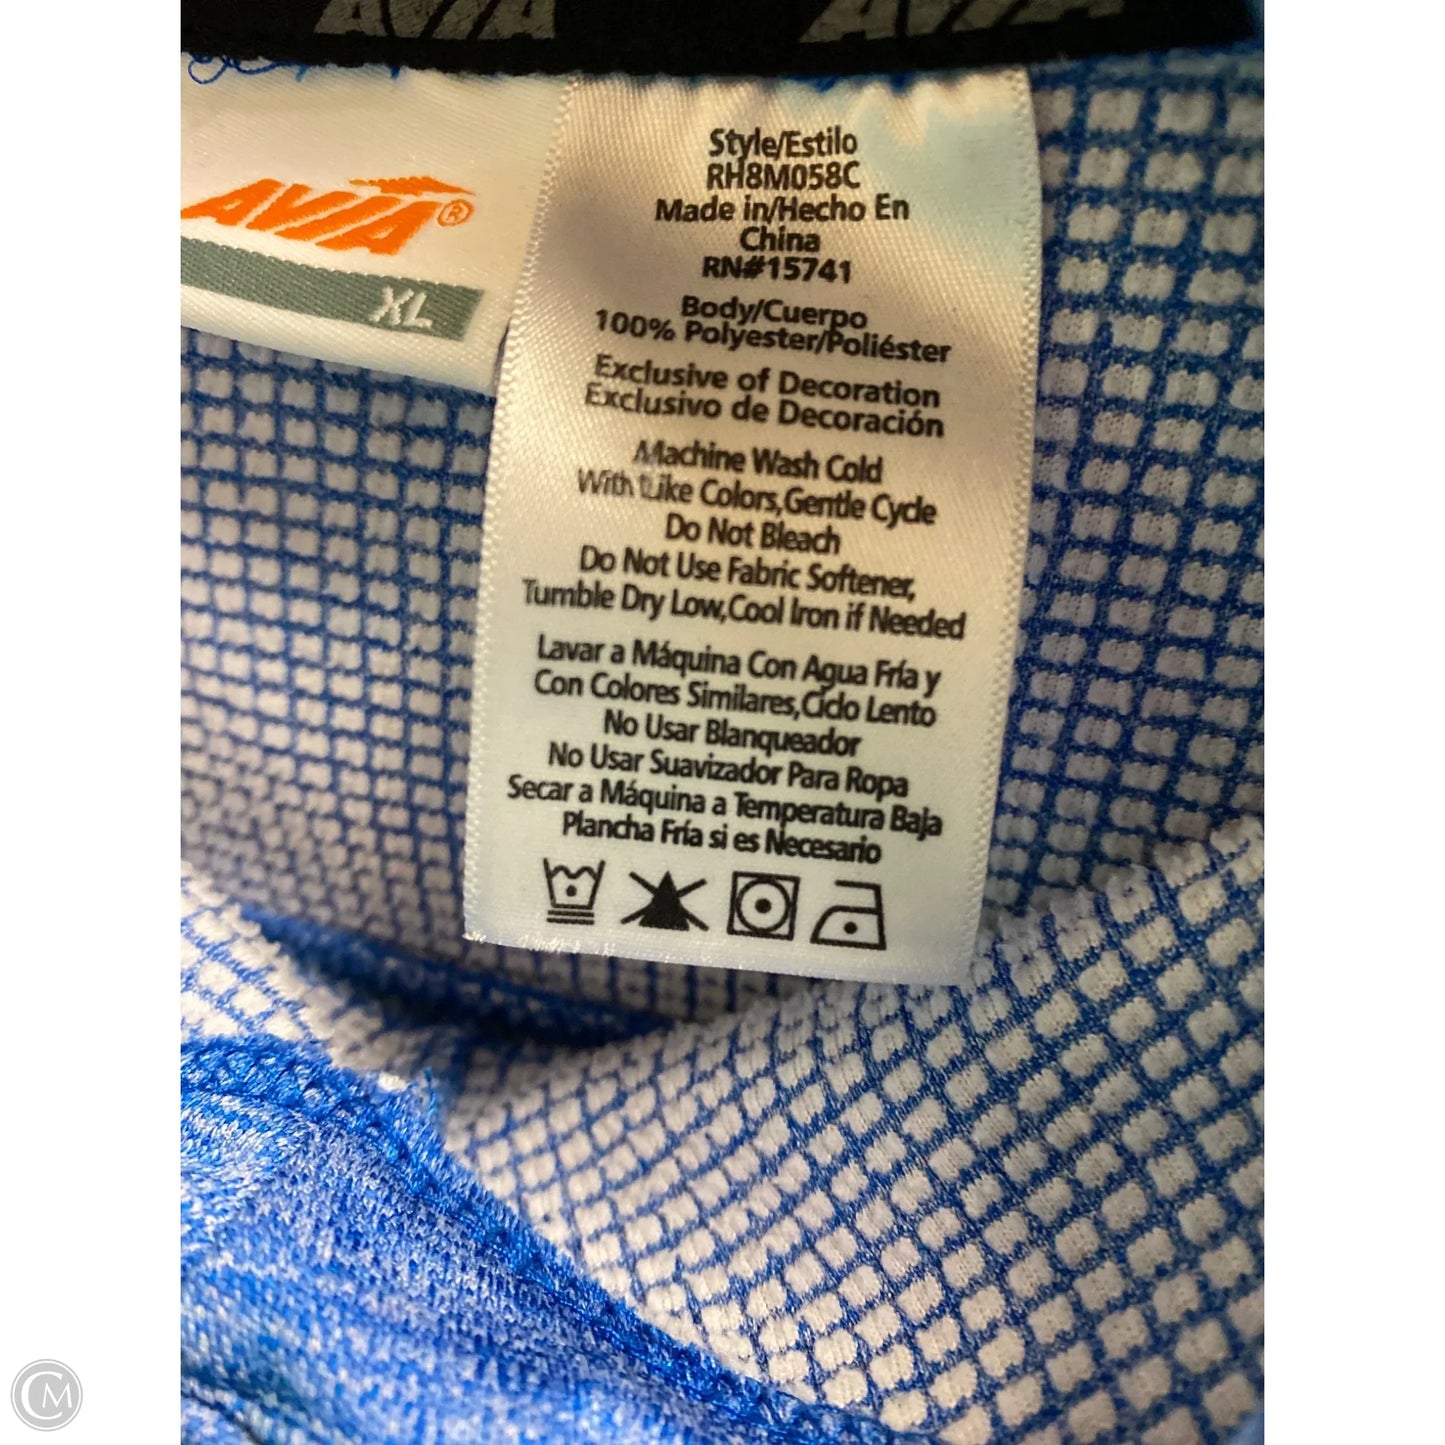 AVIA AVIA
AVIA®
XL
Style/Estilo
RH8M058C
Made in/Hecho En
China
RN#15741
Body/Cuerpo
100% Polyester/Poliéster
Exclusive of Decoration
Exclusivo de Decoración
Machine Wash Cold
With Like Colors,Gentle Cycle
Do Not Bleach
Do Not Use Fabric Softener,
Tumble Dry Low,Cool Iron if Needed
Lavar a Máquina Con Agua Fría y
Con Colores Similares,Ciclo Lento
No Usar Blanqueador
No Usar Suavizador Para Ropa
Secar a Máquina a Temperatura Baja
Plancha Fría si es Necesario
CM